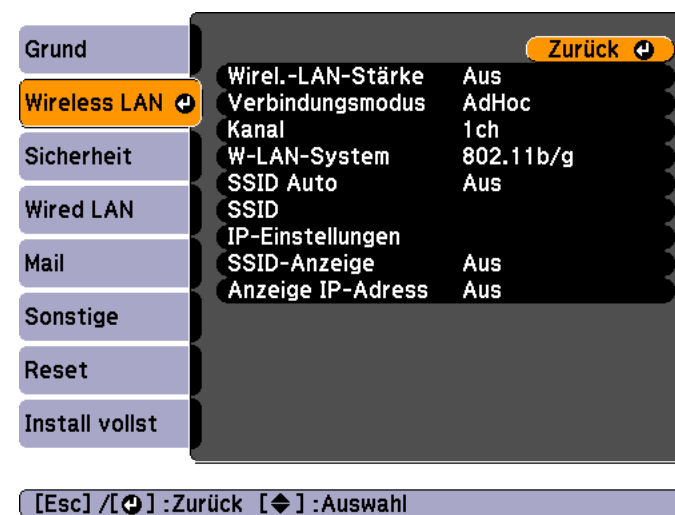 Grund
Wireless LAN
Sicherheit
Wired LAN
Mail
Sonstige
Reset
Install vollst
Zurück
Wirel.-LAN-Stärke Aus
Verbindungsmodus AdHoc
Kanal 1ch
W-LAN-System 802.11b/g
SSID Auto Aus
SSID
IP-Einstellungen
SSID-Anzeige Aus
Anzeige IP-Adress Aus
[Esc] /[ ] :Zurück [ ] :Auswahl